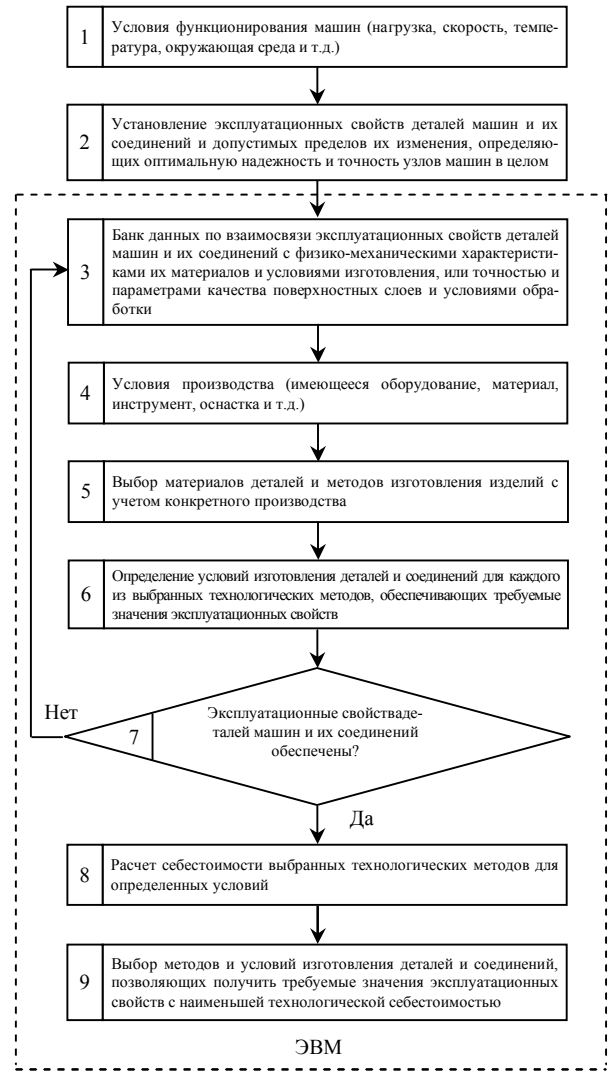 1
Условия функционирования машин (нагрузка, скорость, темпе-
ратура, окружающая среда и т.д.)
2
Установление эксплуатационных свойств деталей машин и их
соединений и допустимых пределов их изменения, определяю-
щих оптимальную надежность и точность узлов машин в целом
3
Банк данных по взаимосвязи эксплуатационных свойств деталей
машин и их соединений с физико-механическими характеристи-
ками их материалов и условиями изготовления, или точностью и
параметрами качества поверхностных слоев и условиями обра-
ботки
4
Условия производства (имеющееся оборудование, материал,
инструмент, оснастка и т.д.)
5
Выбор материалов деталей и методов изготовления изделий с
учетом конкретного производства
6
Определение условий изготовления деталей и соединений для каждого
из выбранных технологических методов, обеспечивающих требуемые
значения эксплуатационных свойств
Нет
7
Эксплуатационные свойстваде-
талей машин и их соединений
обеспечены?
Да
8
Расчет себестоимости выбранных технологических методов для
определенных условий
9
Выбор методов и условий изготовления деталей и соединений,
позволяющих получить требуемые значения эксплуатационных
свойств с наименьшей технологической себестоимостью
ЭВМ